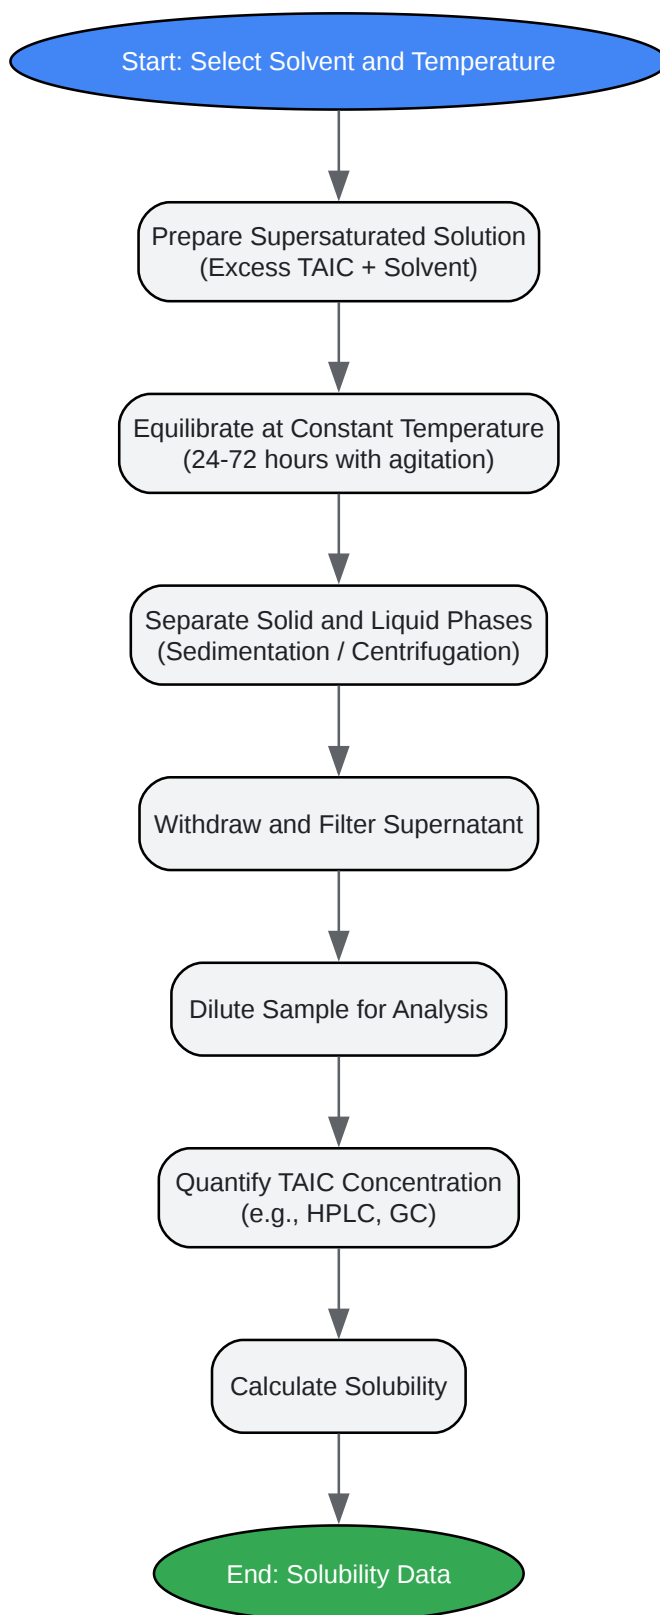 Start: Select Solvent and Temperature
Prepare Supersaturated Solution
(Excess TAIC + Solvent)
Equilibrate at Constant Temperature
(24-72 hours with agitation)
Separate Solid and Liquid Phases
(Sedimentation / Centrifugation)
Withdraw and Filter Supernatant
Dilute Sample for Analysis
Quantify TAIC Concentration
(e.g., HPLC, GC)
Calculate Solubility
End: Solubility Data